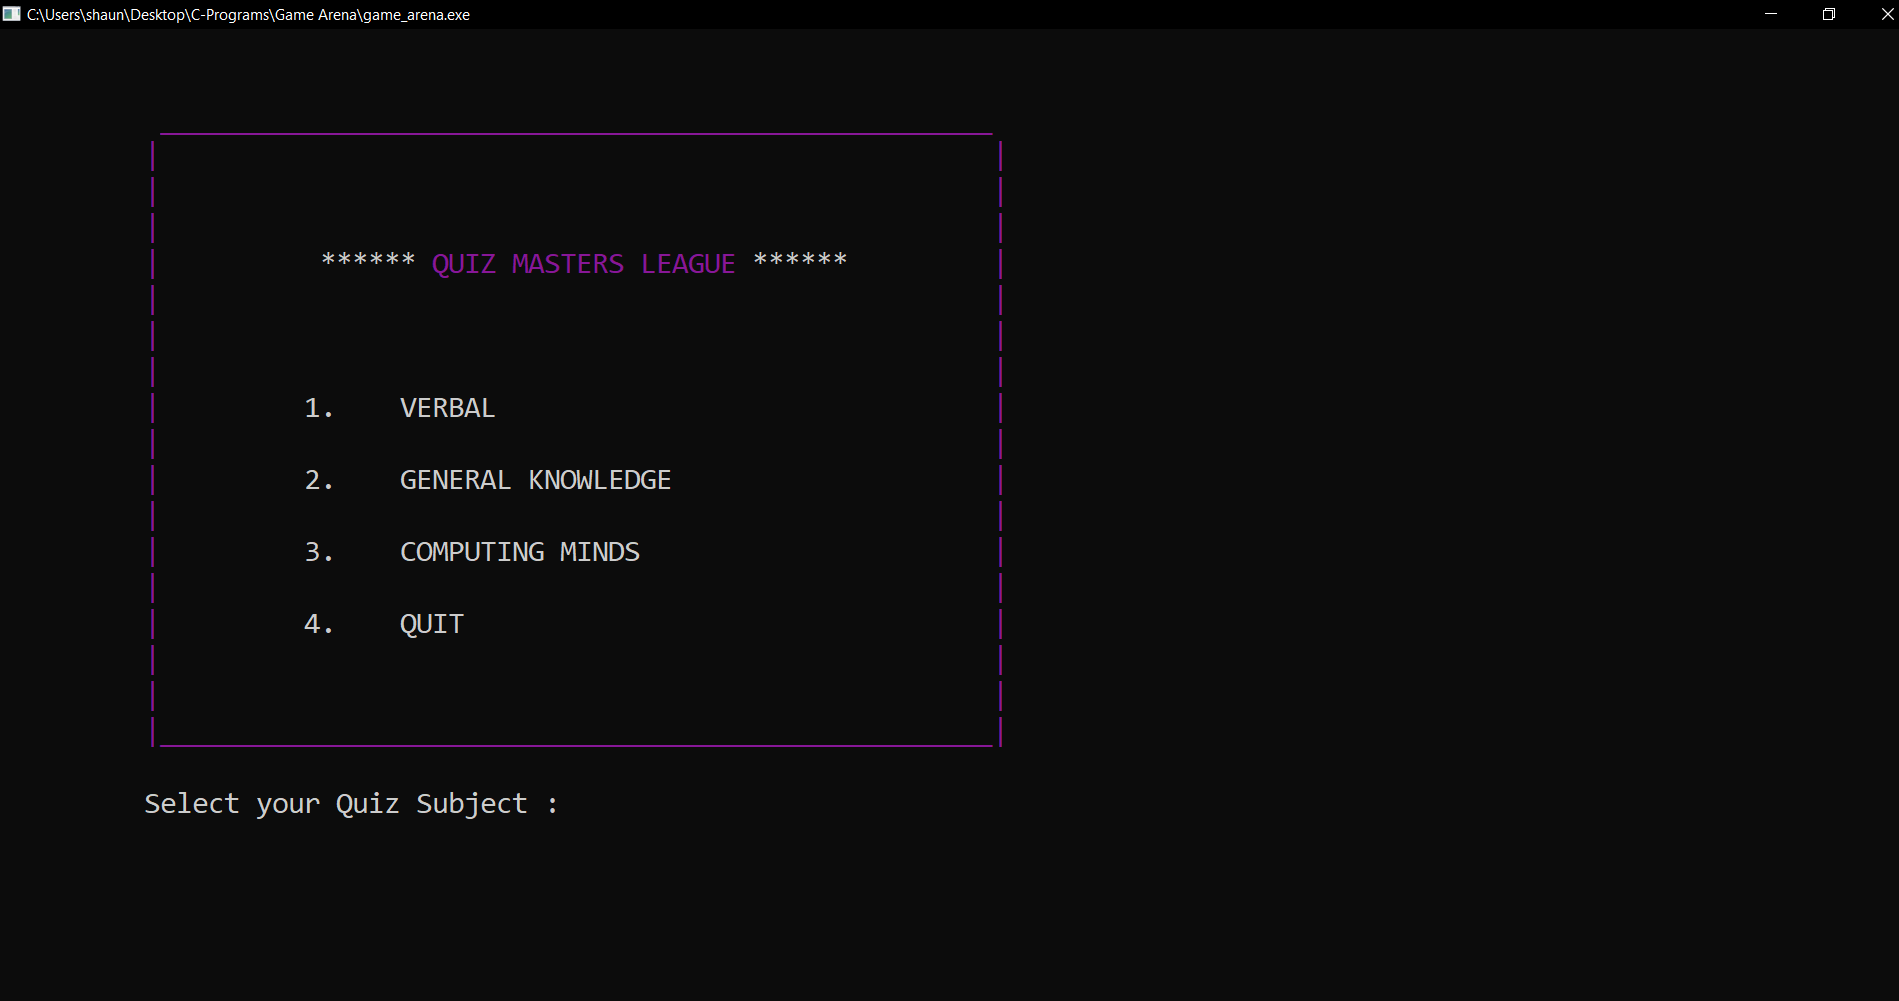 C:\Users\shaun\Desktop\C-Programs\Game Arena\game_arena.exe
****** QUIZ MASTERS LEAGUE ******
1. VERBAL
2. GENERAL KNOWLEDGE
3. COMPUTING MINDS
4. QUIT
Select your Quiz Subject :